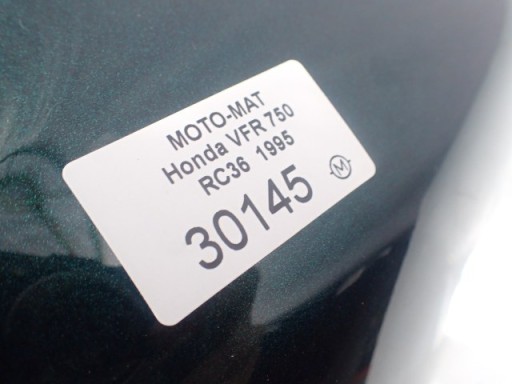 MOTO-MAT
Honda VFR 750
RC36 1995
30145
M